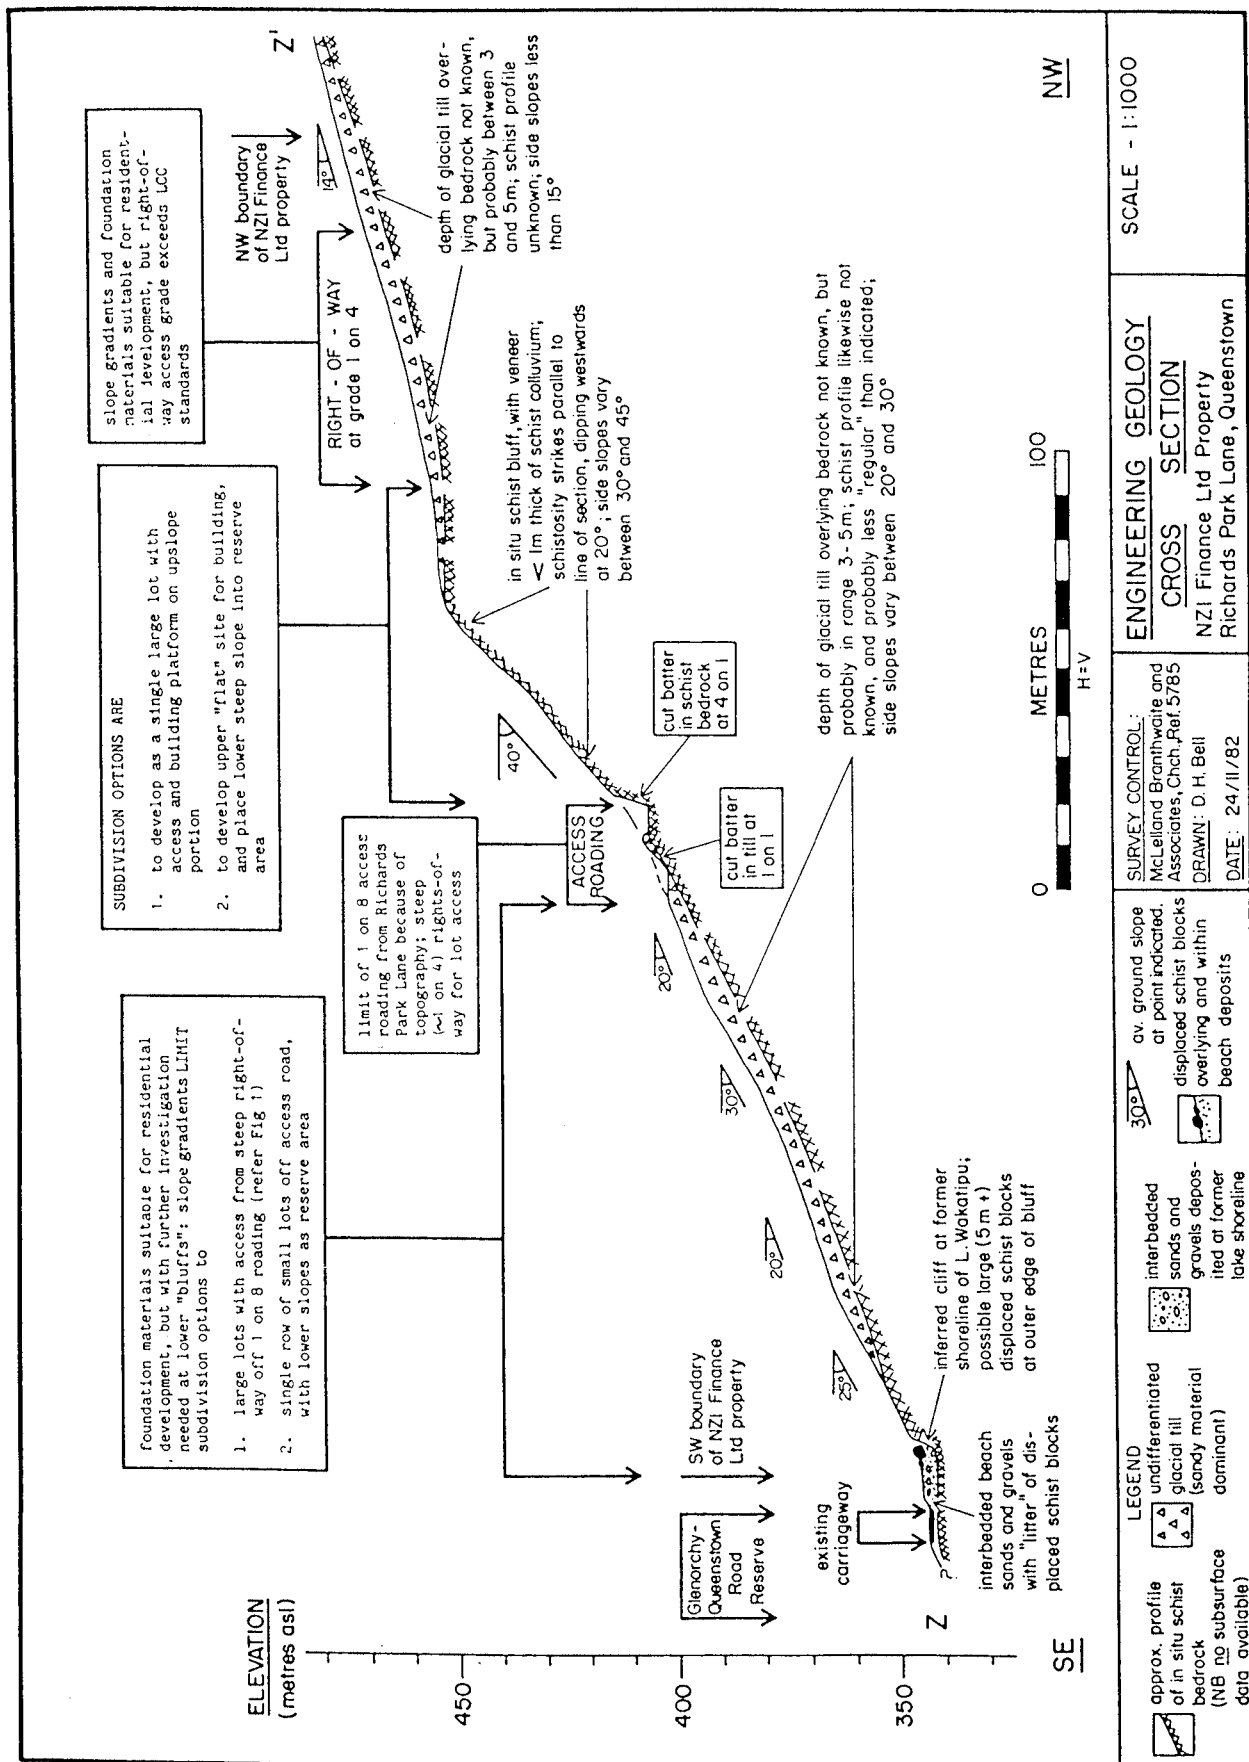 foundation materials suitable for residential
development, but with further investigation
needed at lower "bluffs": slope gradients LIMIT
subdivision options to
1. large lots with access from steep right-of-
way off 1 on 8 roading (refer Fig 1)
2. single row of small lots off access road,
with lower slopes as reserve area
SUBDIVISION OPTIONS ARE
1. to develop as a single large lot with
access and building platform on upslope
portion
2. to develop upper "flat" site for building,
and place lower steep slope into reserve
area
slope gradients and foundation
materials suitable for resident-
ial development, but right-of-
way access grade exceeds LCC
standards
limit of 1 on 8 access
roading from Richards
Park Lane because of
topography; steep
(~1 on 4) rights-of-
way for lot access
ELEVATION
(metres asl)
450
400
350
SE
Z
NW
Z'
Glenorchy-
Queenstown
Road
Reserve
SW boundary
of NZI Finance
Ltd property
existing
carriageway
ACCESS
ROADING
RIGHT - OF - WAY
at grade 1 on 4
NW boundary
of NZI Finance
Ltd property
25°
20°
30°
20°
40°
14°
?
interbedded beach
sands and gravels
with "litter" of dis-
placed schist blocks
inferred cliff at former
shoreline of L. Wakatipu;
possible large (5m +)
displaced schist blocks
at outer edge of bluff
cut batter
in till at
1 on 1
cut batter
in schist
bedrock
at 4 on 1
depth of glacial till overlying bedrock not known, but
probably in range 3-5m; schist profile likewise not
known, and probably less "regular" than indicated;
side slopes vary between 20° and 30°
in situ schist bluff, with veneer
< 1m thick of schist colluvium;
schistosity strikes parallel to
line of section, dipping westwards
at 20°; side slopes vary
between 30° and 45°
depth of glacial till over-
lying bedrock not known,
but probably between 3
and 5m; schist profile
unknown; side slopes less
than 15°
0
METRES
100
H=V
LEGEND
approx. profile
of in situ schist
bedrock
(NB no subsurface
data available)
undifferentiated
glacial till
(sandy material
dominant)
interbedded
sands and
gravels depos-
ited at former
lake shoreline
30°
av. ground slope
at point indicated.
displaced schist blocks
overlying and within
beach deposits
SURVEY CONTROL:
McLelland Branthwaite and
Associates, Chch, Ref. 5785
DRAWN: D. H. Bell
DATE: 24/11/82
ENGINEERING GEOLOGY
CROSS SECTION
NZI Finance Ltd Property
Richards Park Lane, Queenstown
SCALE - 1:1000